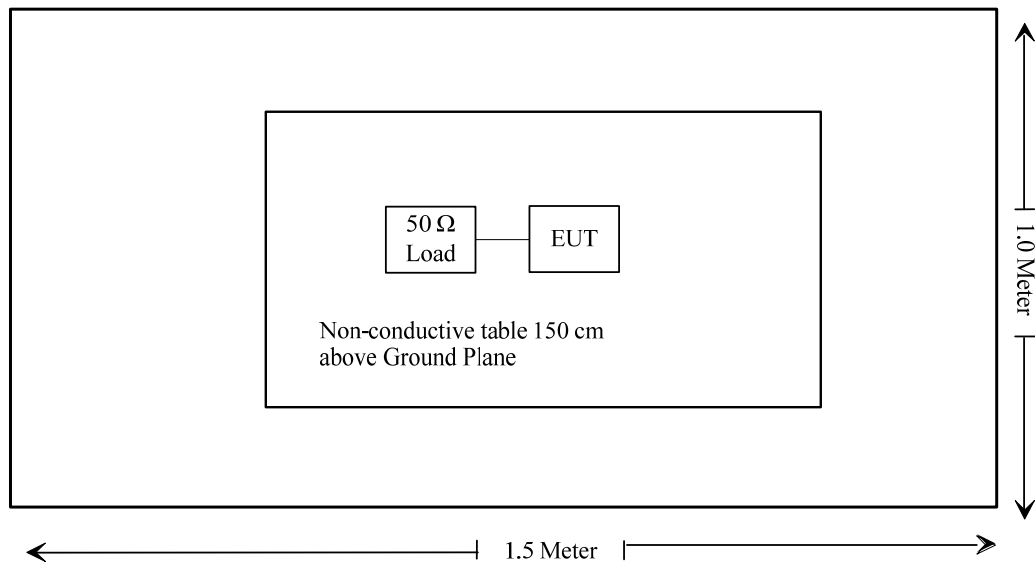 50 Ω
Load
EUT
Non-conductive table 150 cm
above Ground Plane
1.0 Meter
1.5 Meter